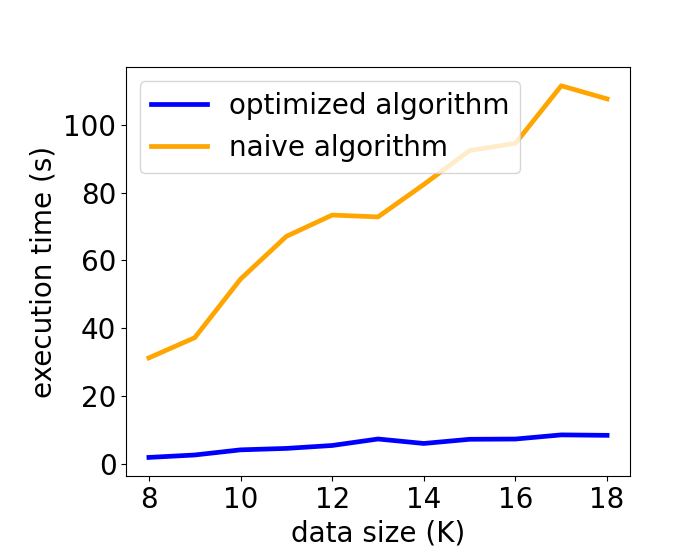 optimized algorithm
naive algorithm
execution time (s)
100
80
60
40
20
0
8 10 12 14 16 18
data size (K)